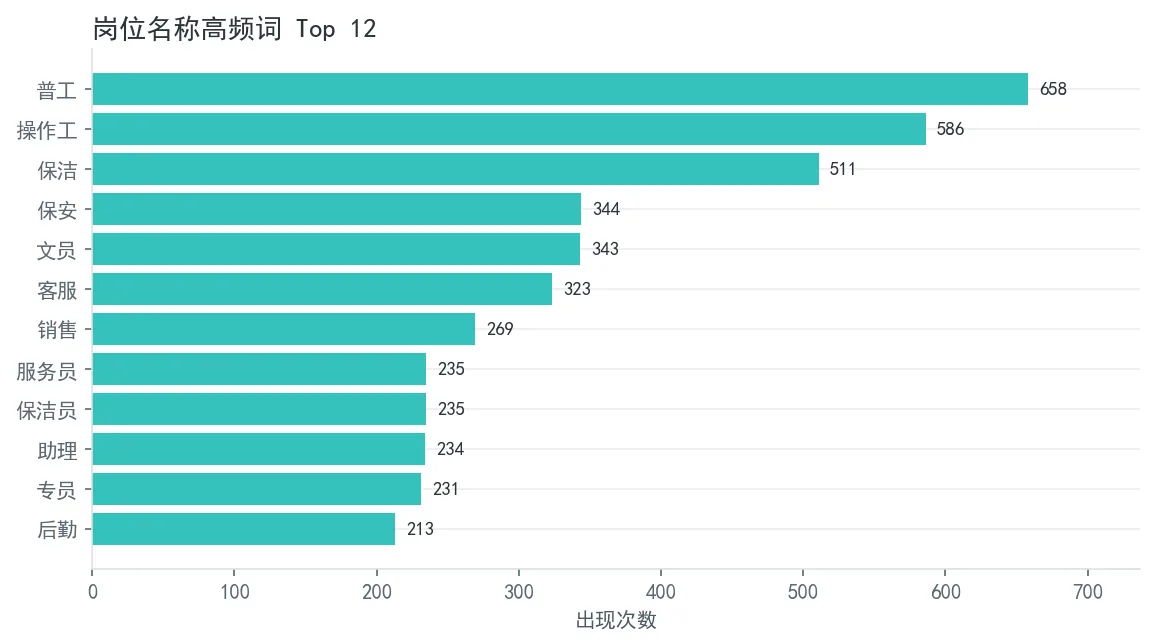 岗位名称高频词 Top 12
普工 658
操作工 586
保洁 511
保安 344
文员 343
客服 323
销售 269
服务员 235
保洁员 235
助理 234
专员 231
后勤 213
0 100 200 300 400 500 600 700
出现次数